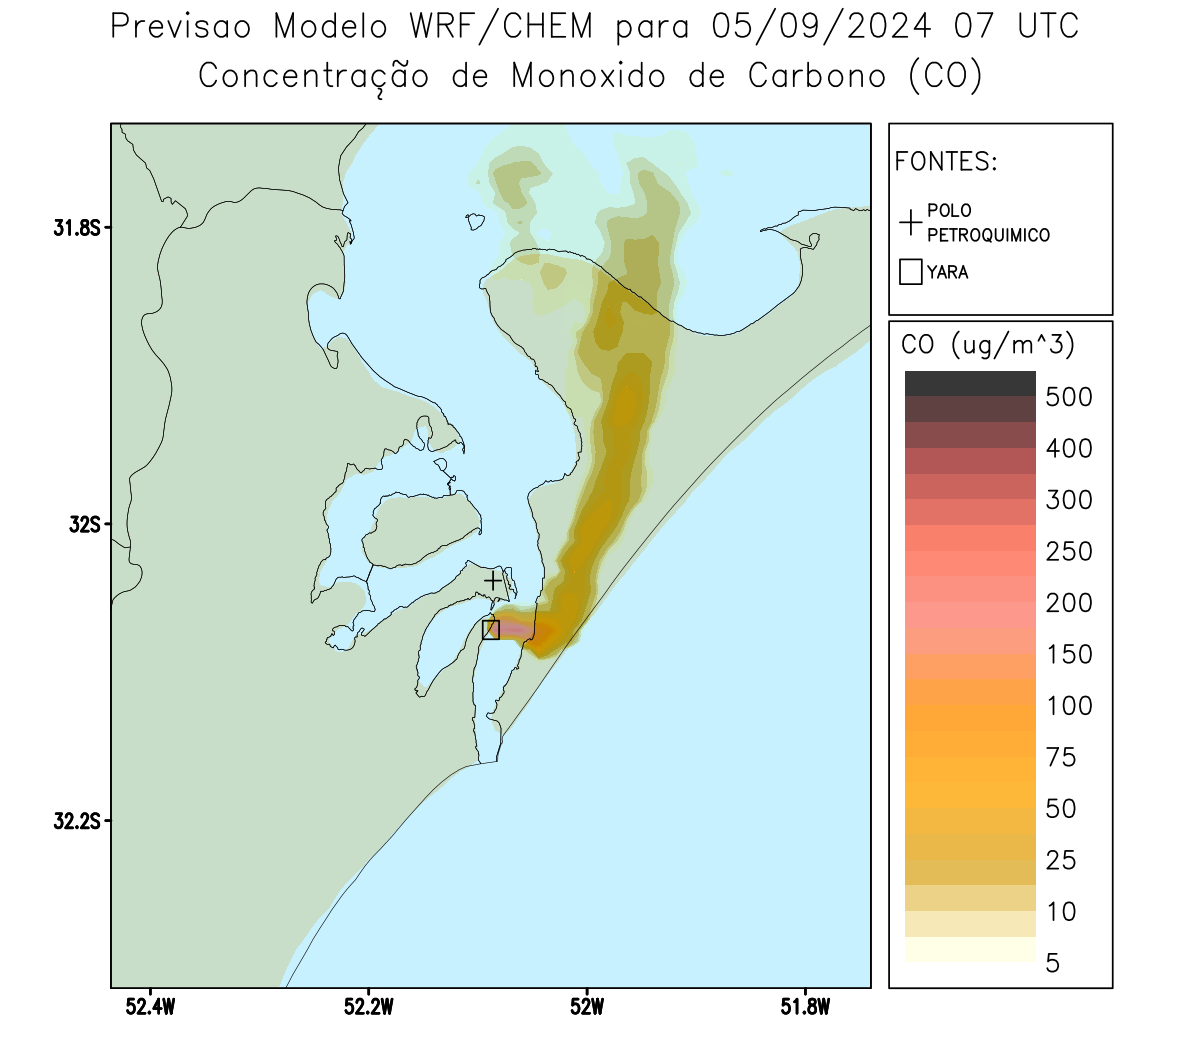 Previsao Modelo WRF/CHEM para 05/09/2024 07 UTC
Concentração de Monoxido de Carbono (CO)
FONTES:
POLO
PETROQUIMICO
YARA
CO (ug/m^3)
500
400
300
250
200
150
100
75
50
25
10
5
31.8S
32S
32.2S
52.4W
52.2W
52W
51.8W